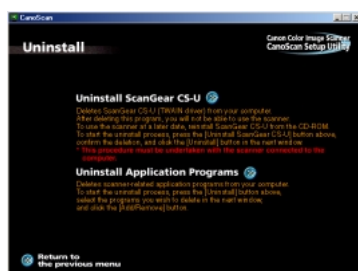 CanoScan
Canon Color Image Scanner
CanoScan Setup Utility
Uninstall
Uninstall ScanGear CS-U
Deletes ScanGear CS-U (TWAIN driver) from your computer.
After deleting this program, you will not be able to use the scanner.
To use the scanner at a later date, reinstall ScanGear CS-U from the CD-ROM.
To start the uninstall process, press the [Uninstall ScanGear CS-U] button above,
confirm the deletion, and click the [Uninstall] button in the next window.
* This procedure must be undertaken with the scanner connected to the
computer.
Uninstall Application Programs
Deletes scanner-related application programs from your computer.
To start the uninstall process, press the [Uninstall] button above,
select the programs you wish to delete in the next window,
and click the [Add/Remove] button.
Return to
the previous menu